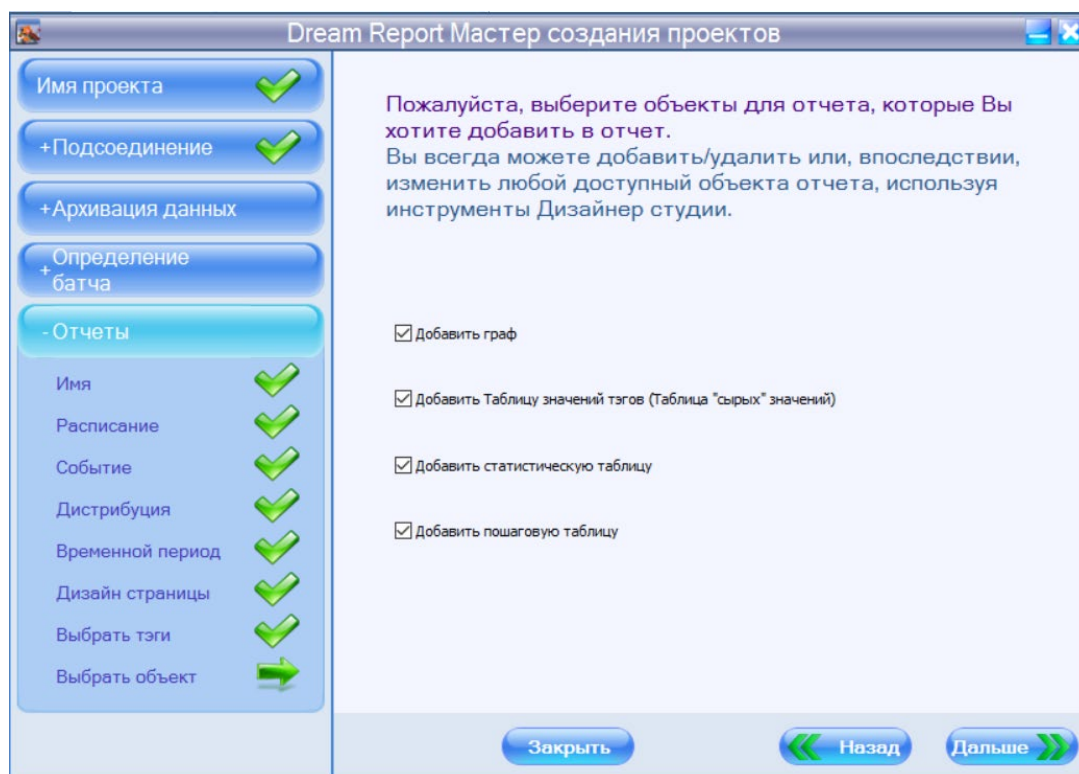 Dream Report Мастер создания проектов
Имя проекта
+Подсоединение
+Архивация данных
+Определение
батча
- Отчеты
Имя
Расписание
Событие
Дистрибуция
Временной период
Дизайн страницы
Выбрать тэги
Выбрать объект
Пожалуйста, выберите объекты для отчета, которые Вы
хотите добавить в отчет.
Вы всегда можете добавить/удалить или, впоследствии,
изменить любой доступный объекта отчета, используя
инструменты Дизайнер студии.
Добавить граф
Добавить Таблицу значений тэгов (Таблица "сырых" значений)
Добавить статистическую таблицу
Добавить пошаговую таблицу
Закрыть
Назад
Дальше